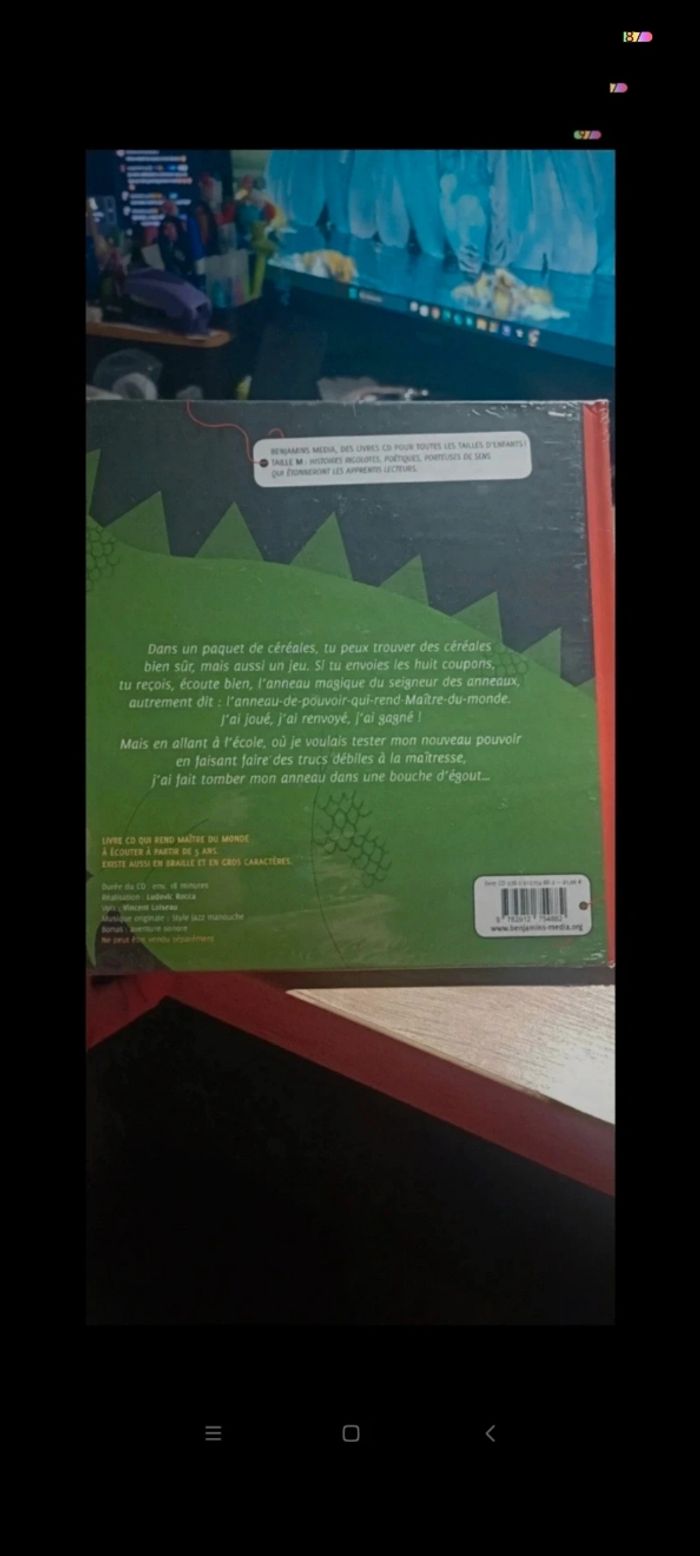 BENJAMINS MEDIA, DES LIVRES CD POUR TOUTES LES TAILLES D'ENFANTS !
TAILLE M : HISTOIRES RIGOLOTES, POÉTIQUES, PORTEUSES DE SENS
QUI ÉTONNERONT LES APPRENTIS LECTEURS.
Dans un paquet de céréales, tu peux trouver des céréales
bien sûr, mais aussi un jeu. Si tu envoies les huit coupons,
tu reçois, écoute bien, l'anneau magique du seigneur des anneaux,
autrement dit : l'anneau-de-pouvoir-qui-rend-Maître-du-monde.
J'ai joué, j'ai renvoyé, j'ai gagné !
Mais en allant à l'école, où je voulais tester mon nouveau pouvoir
en faisant faire des trucs débiles à la maîtresse,
j'ai fait tomber mon anneau dans une bouche d'égout...
LIVRE CD QUI REND MAÎTRE DU MONDE
À ÉCOUTER À PARTIR DE 5 ANS.
EXISTE AUSSI EN BRAILLE ET EN GROS CARACTÈRES.
Durée du CD : env. 18 minutes
Réalisation : Ludovic Rocca
Voix : Vincent Loiseau
Musique originale : Style jazz manouche
Bonus : aventure sonore
Ne peut être vendu séparément
9 782912 754882
www.benjamins-media.org